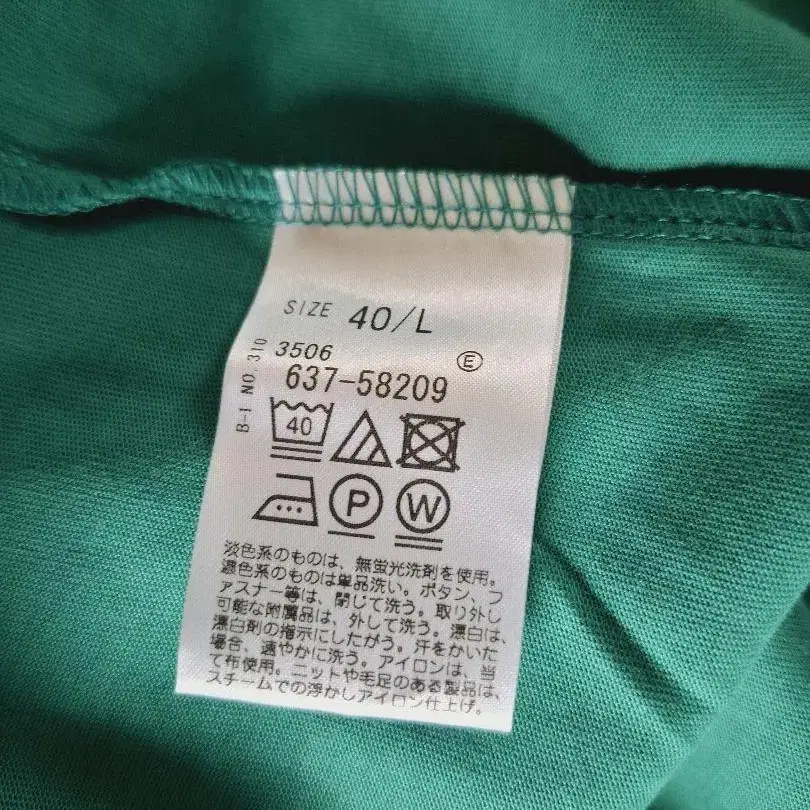 SIZE 40/L
B-1 NO. 310
3506
Ⓔ
637-58209
40
P
W
淡色系のものは、無蛍光洗剤を使用。
濃色系のものは単品洗い。ボタン、フ
ァスナー等は、閉じて洗う。取り外し
可能な附属品は、外して洗う。漂白は、
漂白剤の指示にしたがう。汗をかいた
場合、速やかに洗う。アイロンは、当
て布使用。ニットや毛足のある製品は、
スチームでの浮かしアイロン仕上げ。